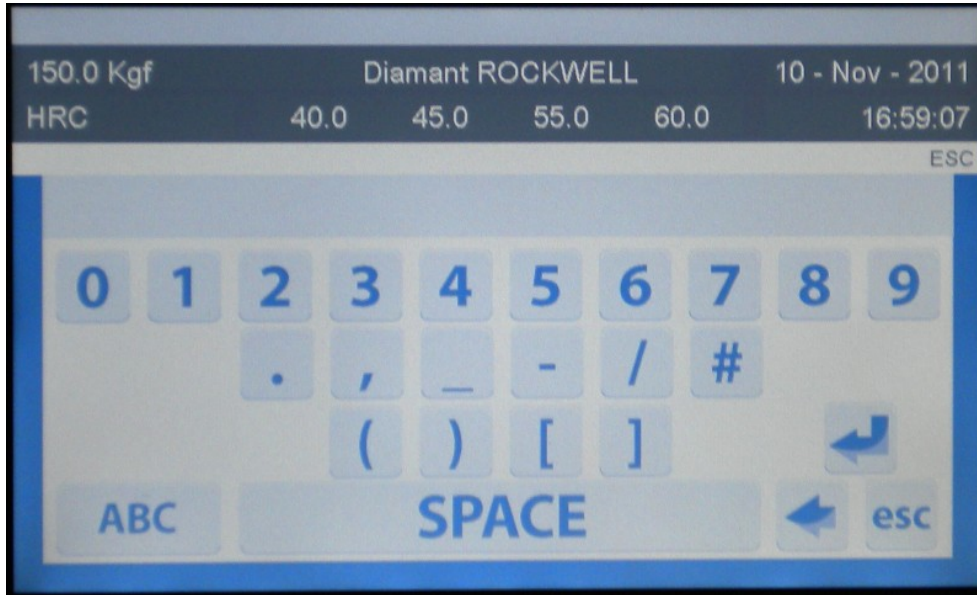 150.0 Kgf Diamant ROCKWELL 10 - Nov - 2011
HRC 40.0 45.0 55.0 60.0 16:59:07
ESC
0 1 2 3 4 5 6 7 8 9
. , _ - / #
( ) [ ]
ABC SPACE esc